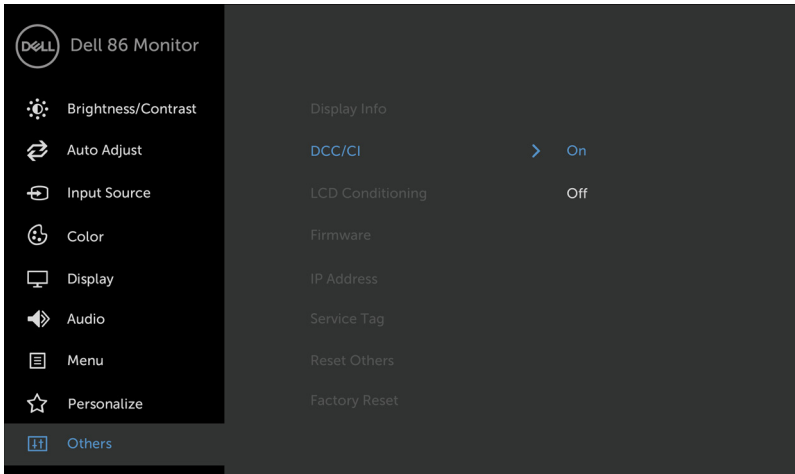 DELL Dell 86 Monitor
Brightness/Contrast
Auto Adjust
Input Source
Color
Display
Audio
Menu
Personalize
Others
Display Info
DCC/CI On
LCD Conditioning Off
Firmware
IP Address
Service Tag
Reset Others
Factory Reset